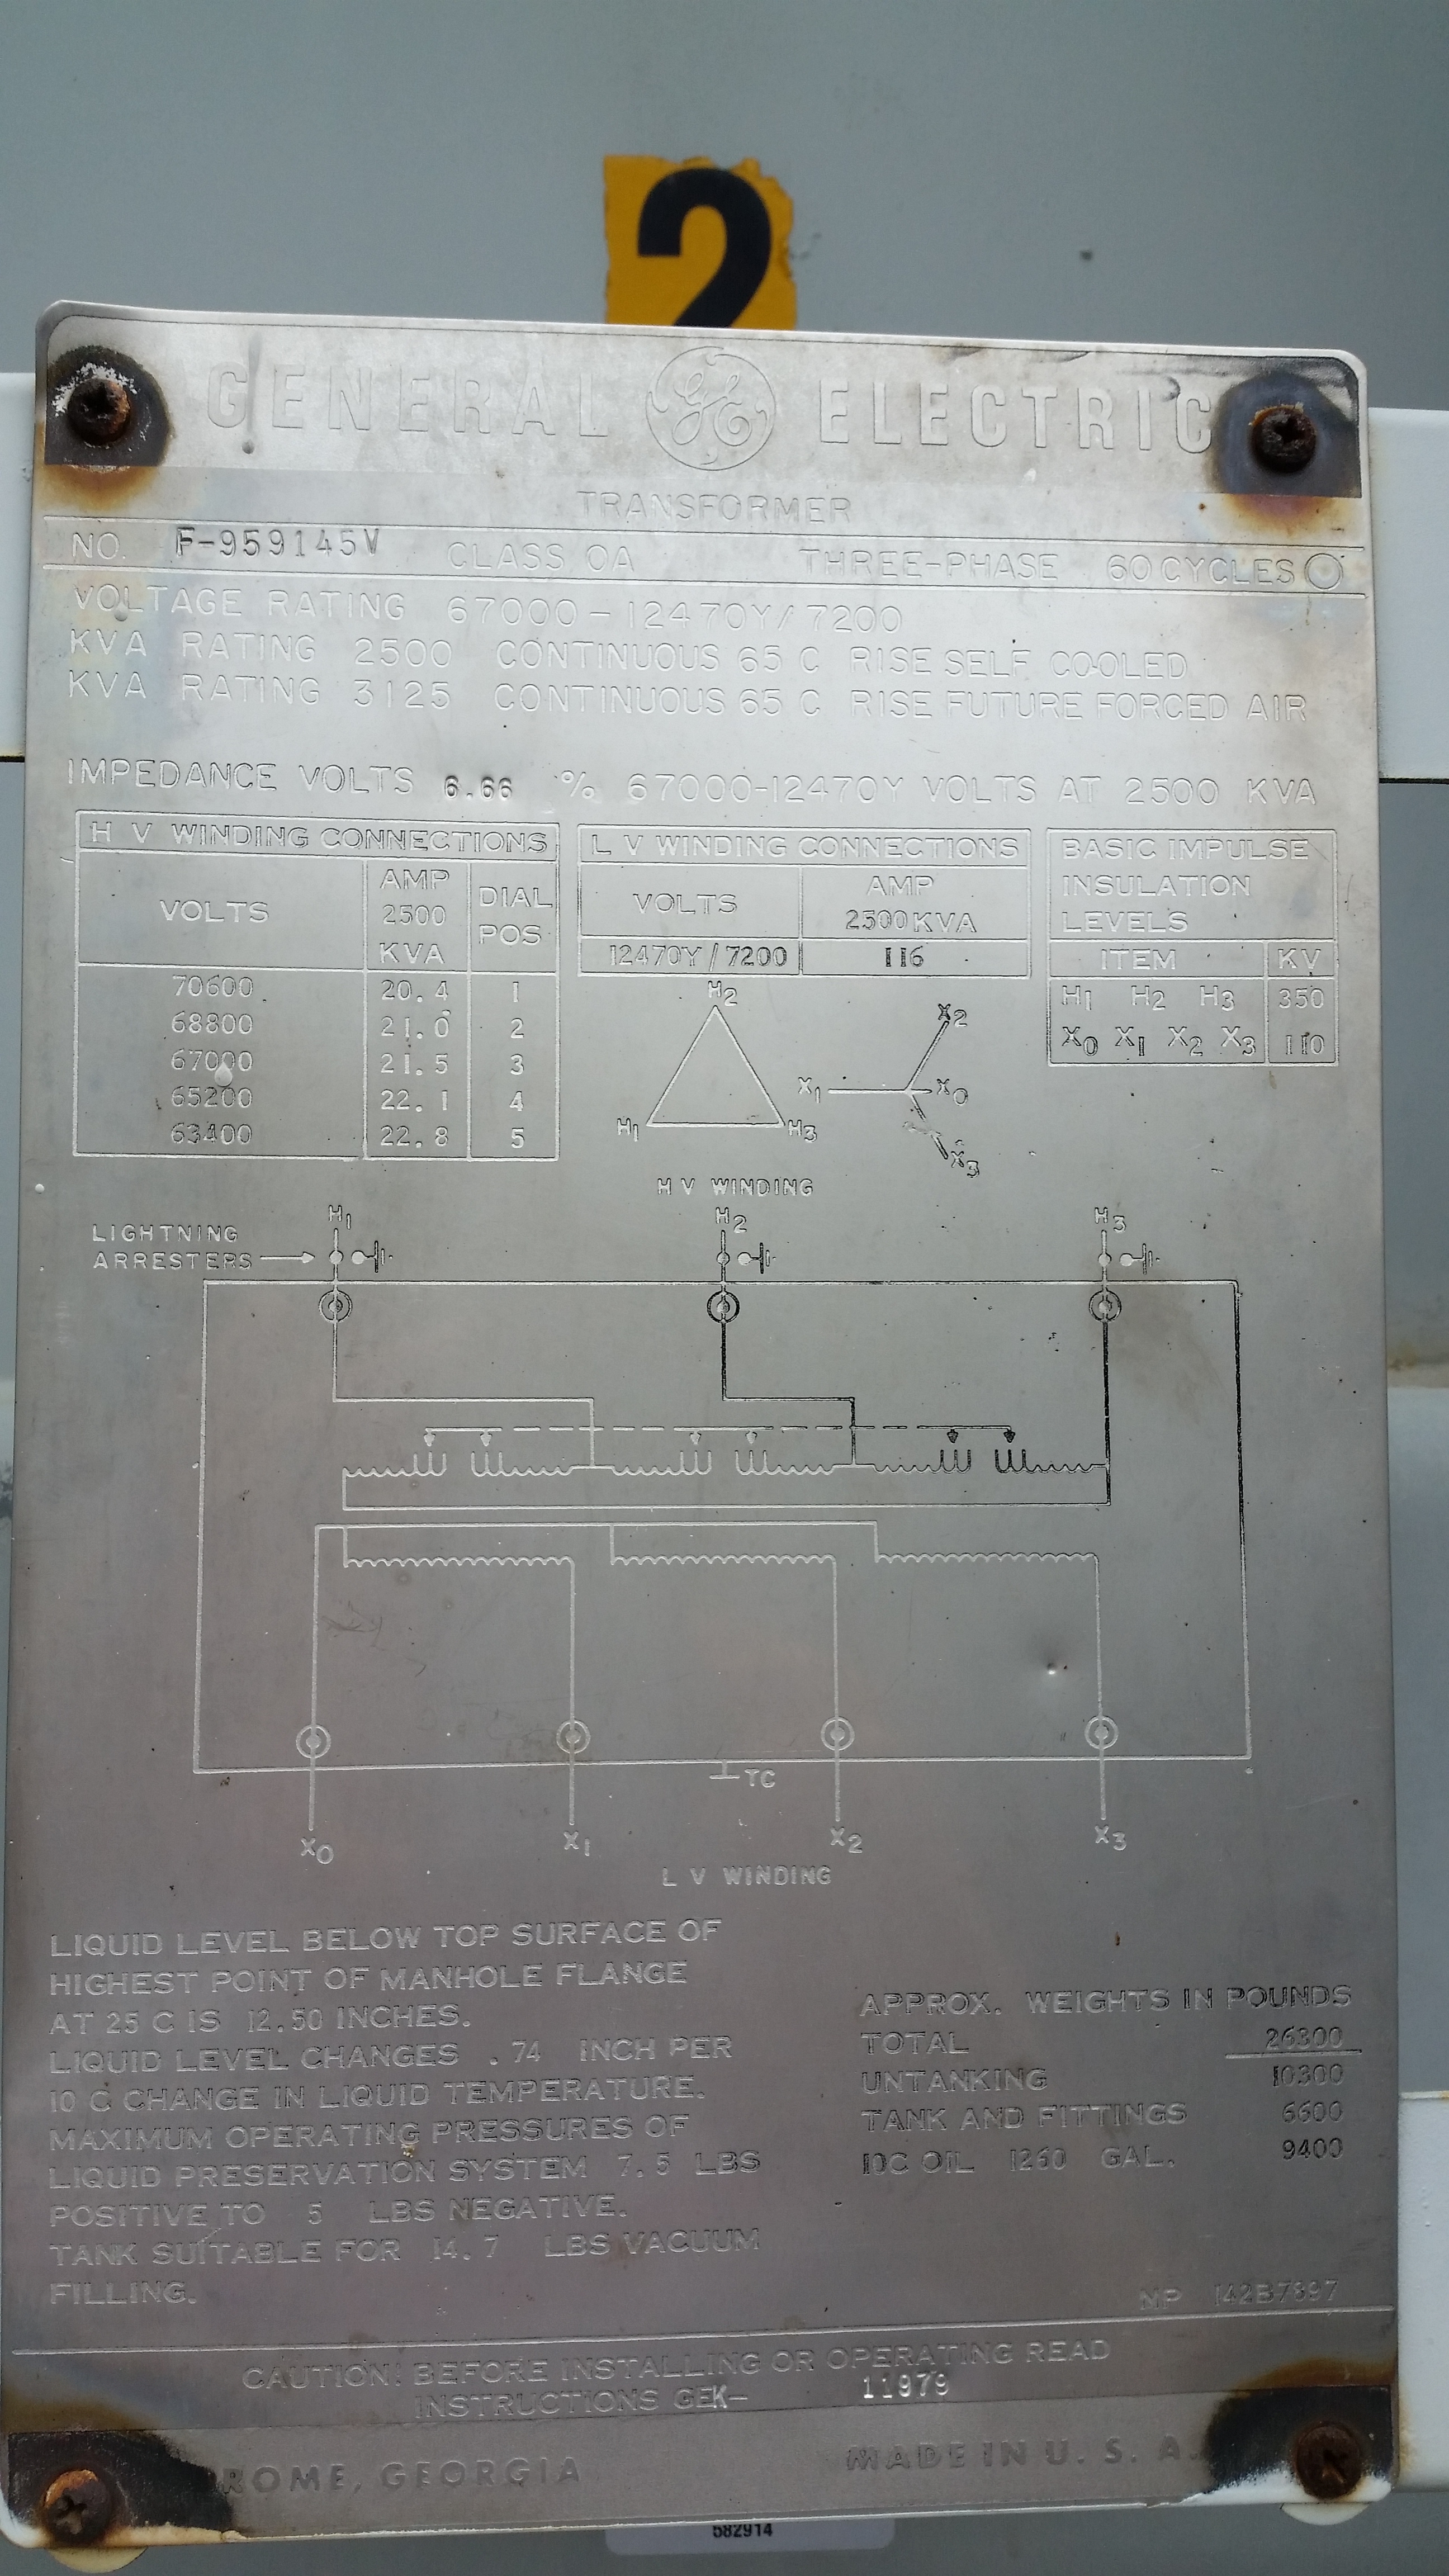 2
GENERAL GE ELECTRIC
TRANSFORMER
NO. F-959145V CLASS OA THREE-PHASE 60 CYCLES
VOLTAGE RATING 67000-12470Y/7200
KVA RATING 2500 CONTINUOUS 65 C RISE SELF COOLED
KVA RATING 3125 CONTINUOUS 65 C RISE FUTURE FORCED AIR
IMPEDANCE VOLTS 6.66 % 67000-12470Y VOLTS AT 2500 KVA
H V WINDING CONNECTIONS
VOLTS AMP 2500 KVA DIAL POS
70600 20.4 1
68800 21.0 2
67000 21.5 3
65200 22.1 4
63400 22.8 5
L V WINDING CONNECTIONS
VOLTS AMP 2500 KVA
12470Y/7200 116
BASIC IMPULSE
INSULATION
LEVELS
ITEM KV
H1 H2 H3 350
X0 X1 X2 X3 110
H2
H1 H3
X2
X1 X0
X3
H V WINDING
H1 H2 H3
LIGHTNING
ARRESTERS
TC
X0 X1 X2 X3
L V WINDING
LIQUID LEVEL BELOW TOP SURFACE OF
HIGHEST POINT OF MANHOLE FLANGE
AT 25 C IS 12.50 INCHES.
LIQUID LEVEL CHANGES .74 INCH PER
10 C CHANGE IN LIQUID TEMPERATURE.
MAXIMUM OPERATING PRESSURES OF
LIQUID PRESERVATION SYSTEM 7.5 LBS
POSITIVE TO 5 LBS NEGATIVE.
TANK SUITABLE FOR 14.7 LBS VACUUM
FILLING.
APPROX. WEIGHTS IN POUNDS
TOTAL 26300
UNTANKING 10300
TANK AND FITTINGS 6600
10C OIL 1260 GAL. 9400
NP 142B7897
CAUTION: BEFORE INSTALLING OR OPERATING READ
INSTRUCTIONS GEK- 11979
ROME, GEORGIA MADE IN U. S. A.
582914